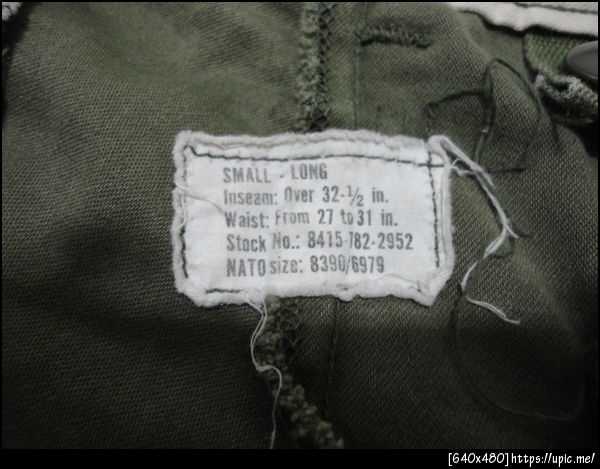 SMALL - LONG
Inseam: Over 32-½ in.
Waist: From 27 to 31 in.
Stock No.: 8415-782-2952
NATO size: 8390/6979
[640x480]https://upic.me/